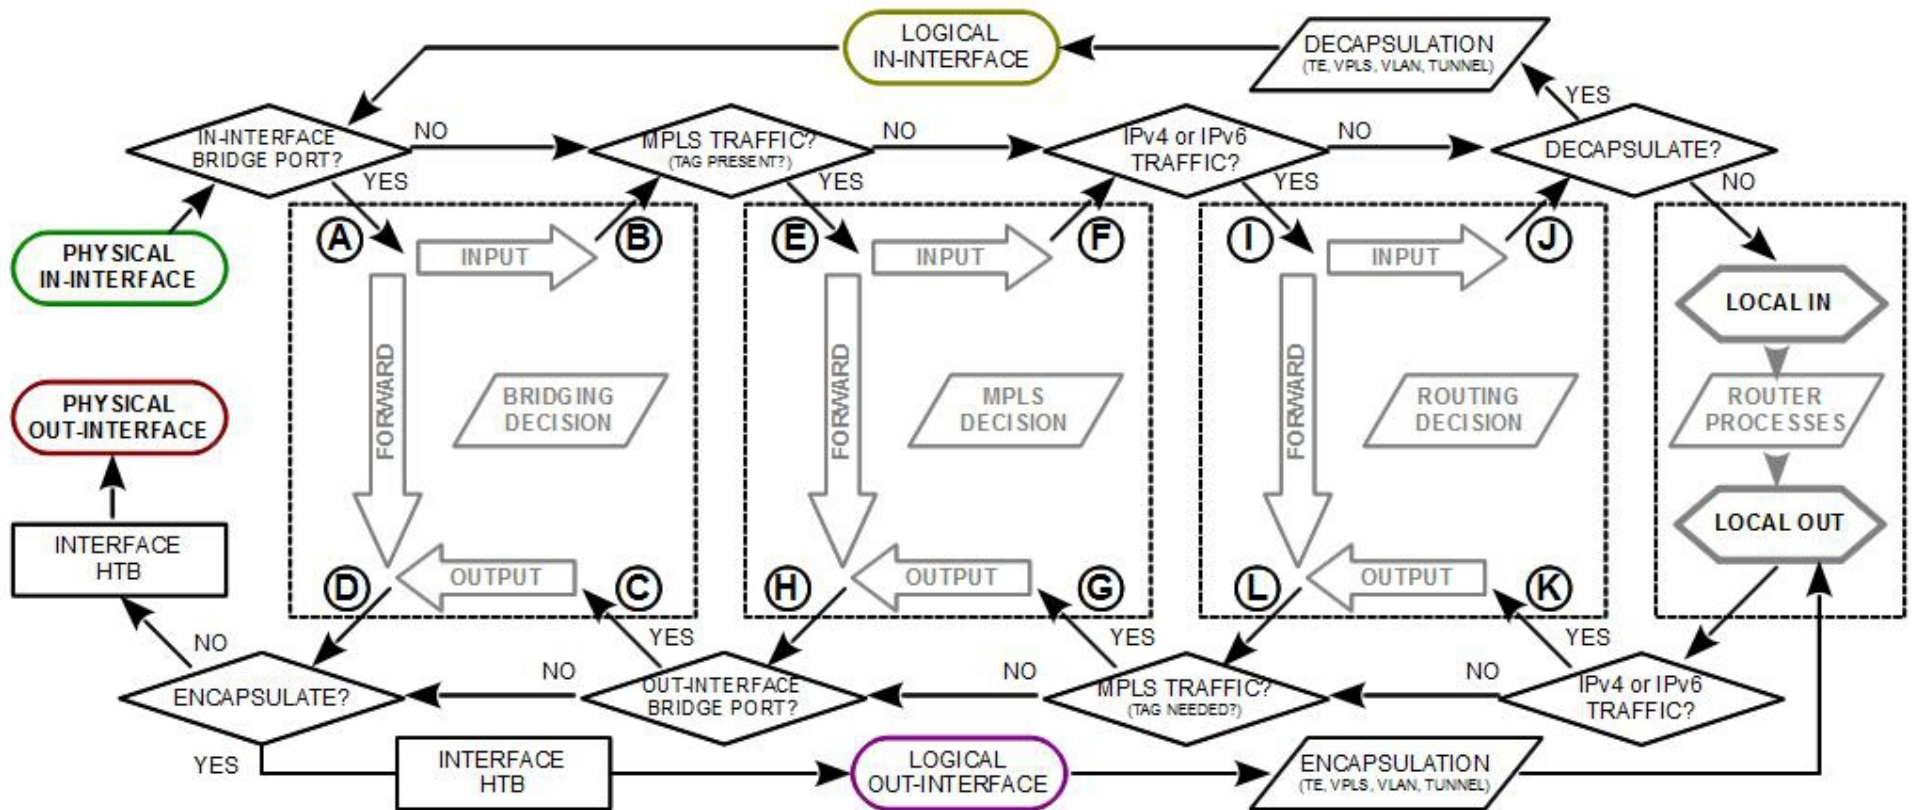 LOGICAL
IN-INTERFACE
DECAPSULATION
(TE, VPLS, VLAN, TUNNEL)
YES
IN-INTERFACE
BRIDGE PORT?
NO
MPLS TRAFFIC?
(TAG PRESENT?)
NO
IPv4 or IPv6
TRAFFIC?
NO
DECAPSULATE?
YES
YES
YES
NO
PHYSICAL
IN-INTERFACE
A
INPUT
B
E
INPUT
F
I
INPUT
J
LOCAL IN
FORWARD
BRIDGING
DECISION
FORWARD
MPLS
DECISION
FORWARD
ROUTING
DECISION
ROUTER
PROCESSES
PHYSICAL
OUT-INTERFACE
LOCAL OUT
INTERFACE
HTB
D
OUTPUT
C
H
OUTPUT
G
L
OUTPUT
K
NO
YES
YES
YES
ENCAPSULATE?
NO
OUT-INTERFACE
BRIDGE PORT?
NO
MPLS TRAFFIC?
(TAG NEEDED?)
NO
IPv4 or IPv6
TRAFFIC?
YES
INTERFACE
HTB
LOGICAL
OUT-INTERFACE
ENCAPSULATION
(TE, VPLS, VLAN, TUNNEL)